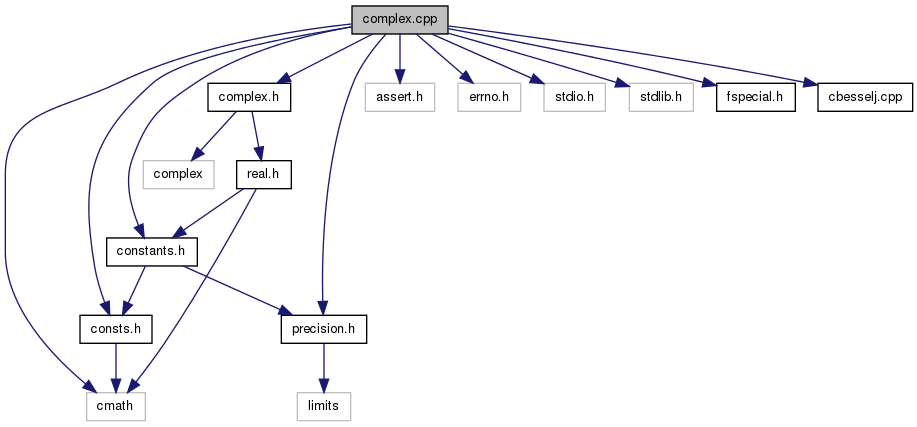 complex.cpp
complex.h
assert.h
errno.h
stdio.h
stdlib.h
fspecial.h
cbesselj.cpp
complex
real.h
constants.h
consts.h
precision.h
cmath
limits